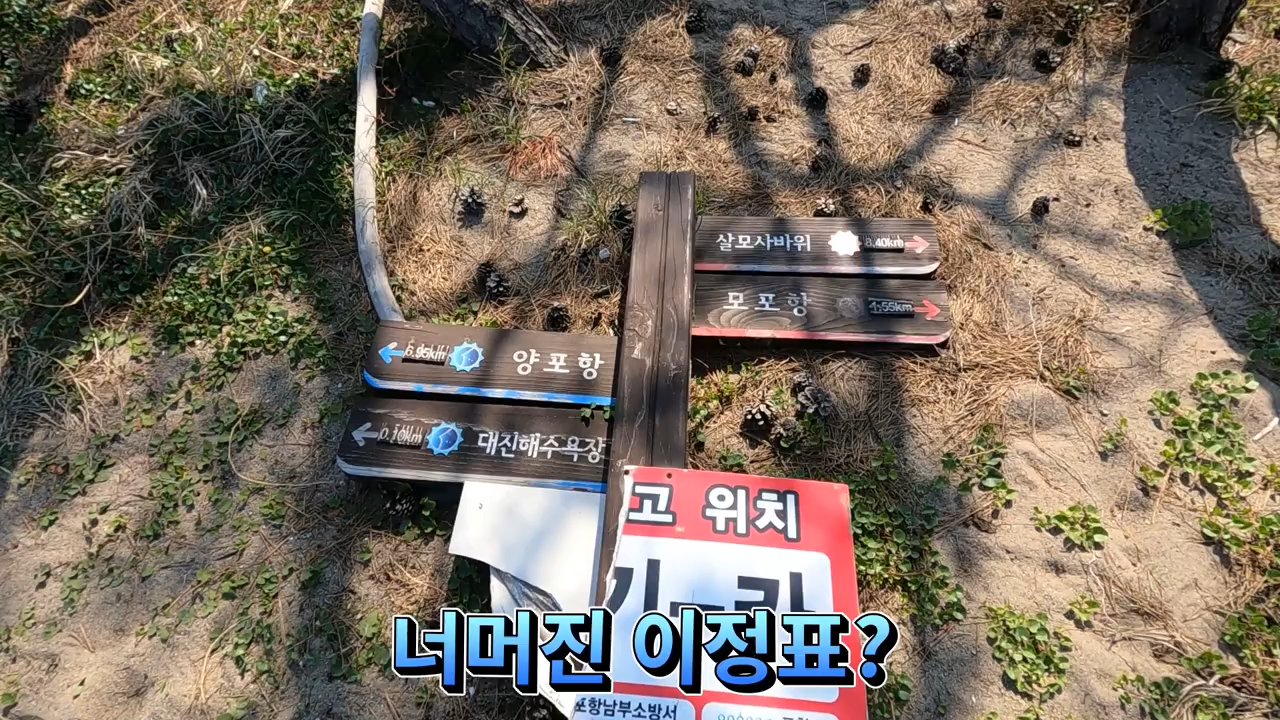 살모사바위 8.40km
모포항 4.55km
6.95km 양포항
0.10km 대진해수욕장
고 위치
너머진 이정표?
포항남부소방서